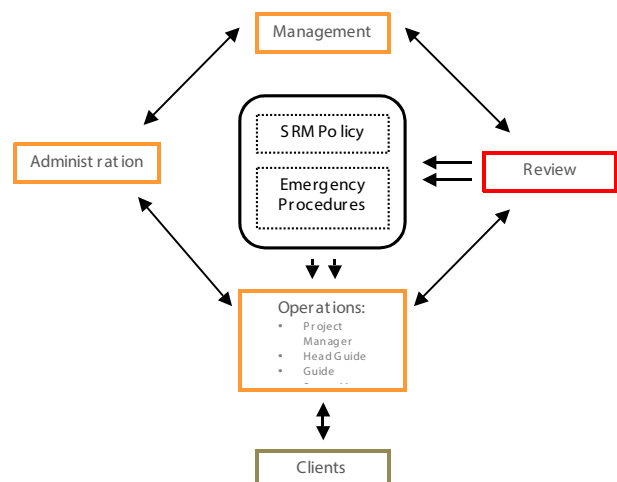 Management
SRM Policy
Administration
Emergency
Procedures
Review
Operations:
• Project
Manager
• Head Guide
• Guide
Clients